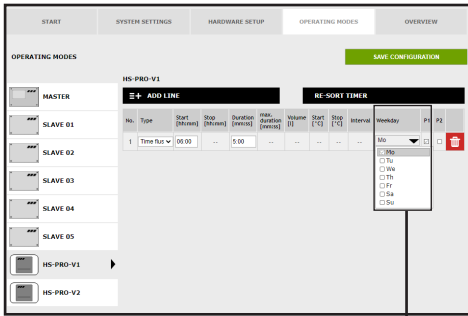 START SYSTEM SETTINGS HARDWARE SETUP OPERATING MODES OVERVIEW
OPERATING MODES SAVE CONFIGURATION
HS-PRO-V1
MASTER
SLAVE 01
SLAVE 02
SLAVE 03
SLAVE 04
SLAVE 05
HS-PRO-V1
HS-PRO-V2
ADD LINE RE-SORT TIMER
No. Type Start [hh:mm] Stop [hh:mm] Duration [mm:ss] max. duration [mm:ss] Volume [l] Start [°C] Stop [°C] Interval Weekday P1 P2
1 Time flus 06:00 -- 5:00 -- -- -- -- -- Mo
Mo
Tu
We
Th
Fr
Sa
Su